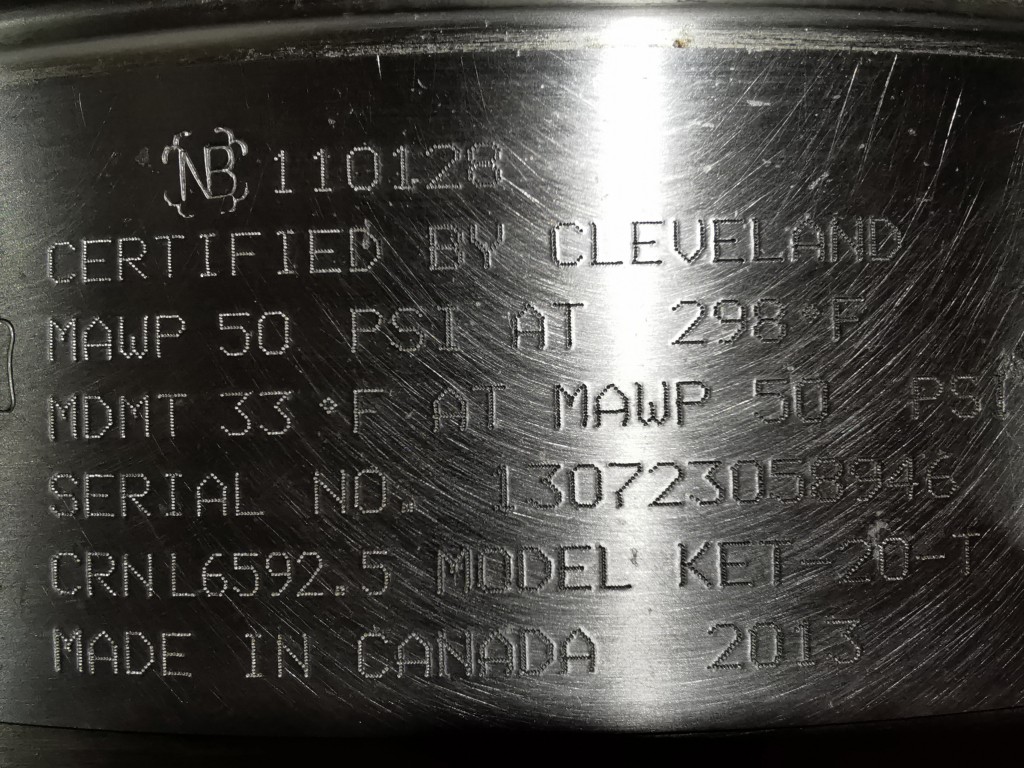 NB 110128
CERTIFIED BY CLEVELAND
MAWP 50 PSI AT 298°F
MDMT 33°F AT MAWP 50 PSI
SERIAL NO. 130723058946
CRN L6592.5 MODEL KET-20-T
MADE IN CANADA 2013